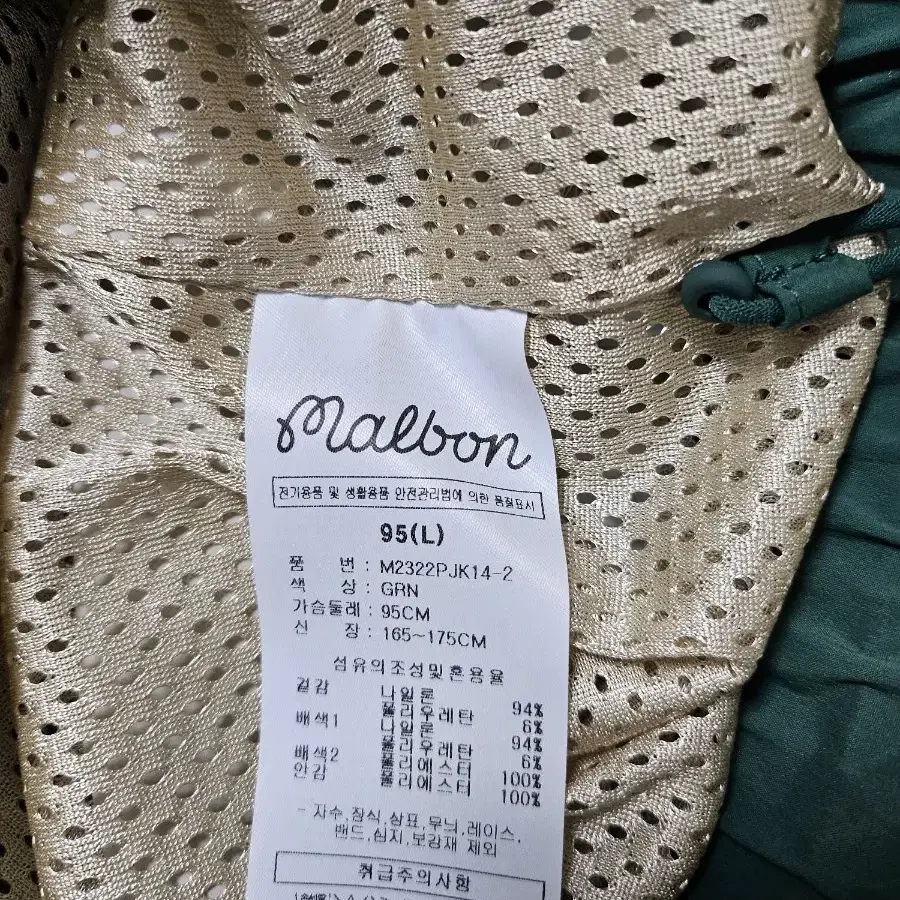 malbon
전기용품 및 생활용품 안전관리법에 의한 품질표시
95(L)
품 번 : M2322PJK14-2
색 상 : GRN
가슴둘레 : 95CM
신 장 : 165~175CM
섬유의조성및혼용율
겉감 나일론 94%
폴리우레탄 6%
배색1 나일론 94%
폴리우레탄 6%
배색2 폴리에스터 100%
안감 폴리에스터 100%
- 자수,장식,상표,무늬,레이스,
밴드,심지,보강재 제외
취급주의사항